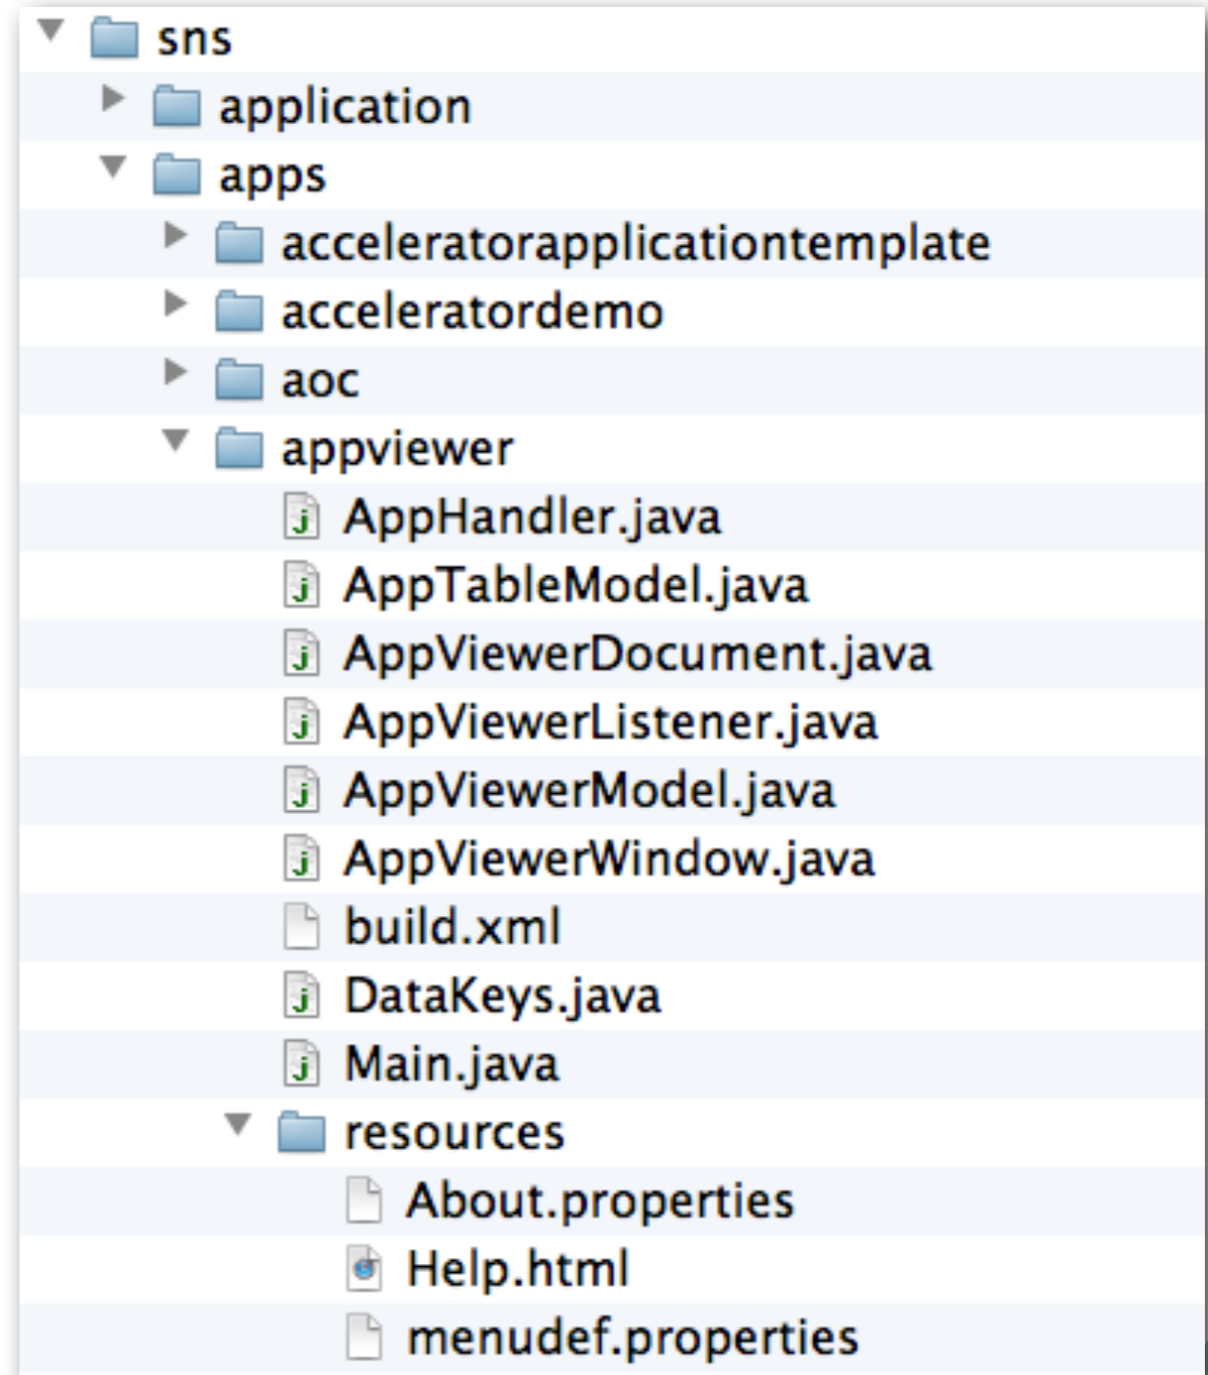 sns
application
apps
acceleratorapplicationtemplate
acceleratordemo
aoc
appviewer
AppHandler.java
AppTableModel.java
AppViewerDocument.java
AppViewerListener.java
AppViewerModel.java
AppViewerWindow.java
build.xml
DataKeys.java
Main.java
resources
About.properties
Help.html
menudef.properties